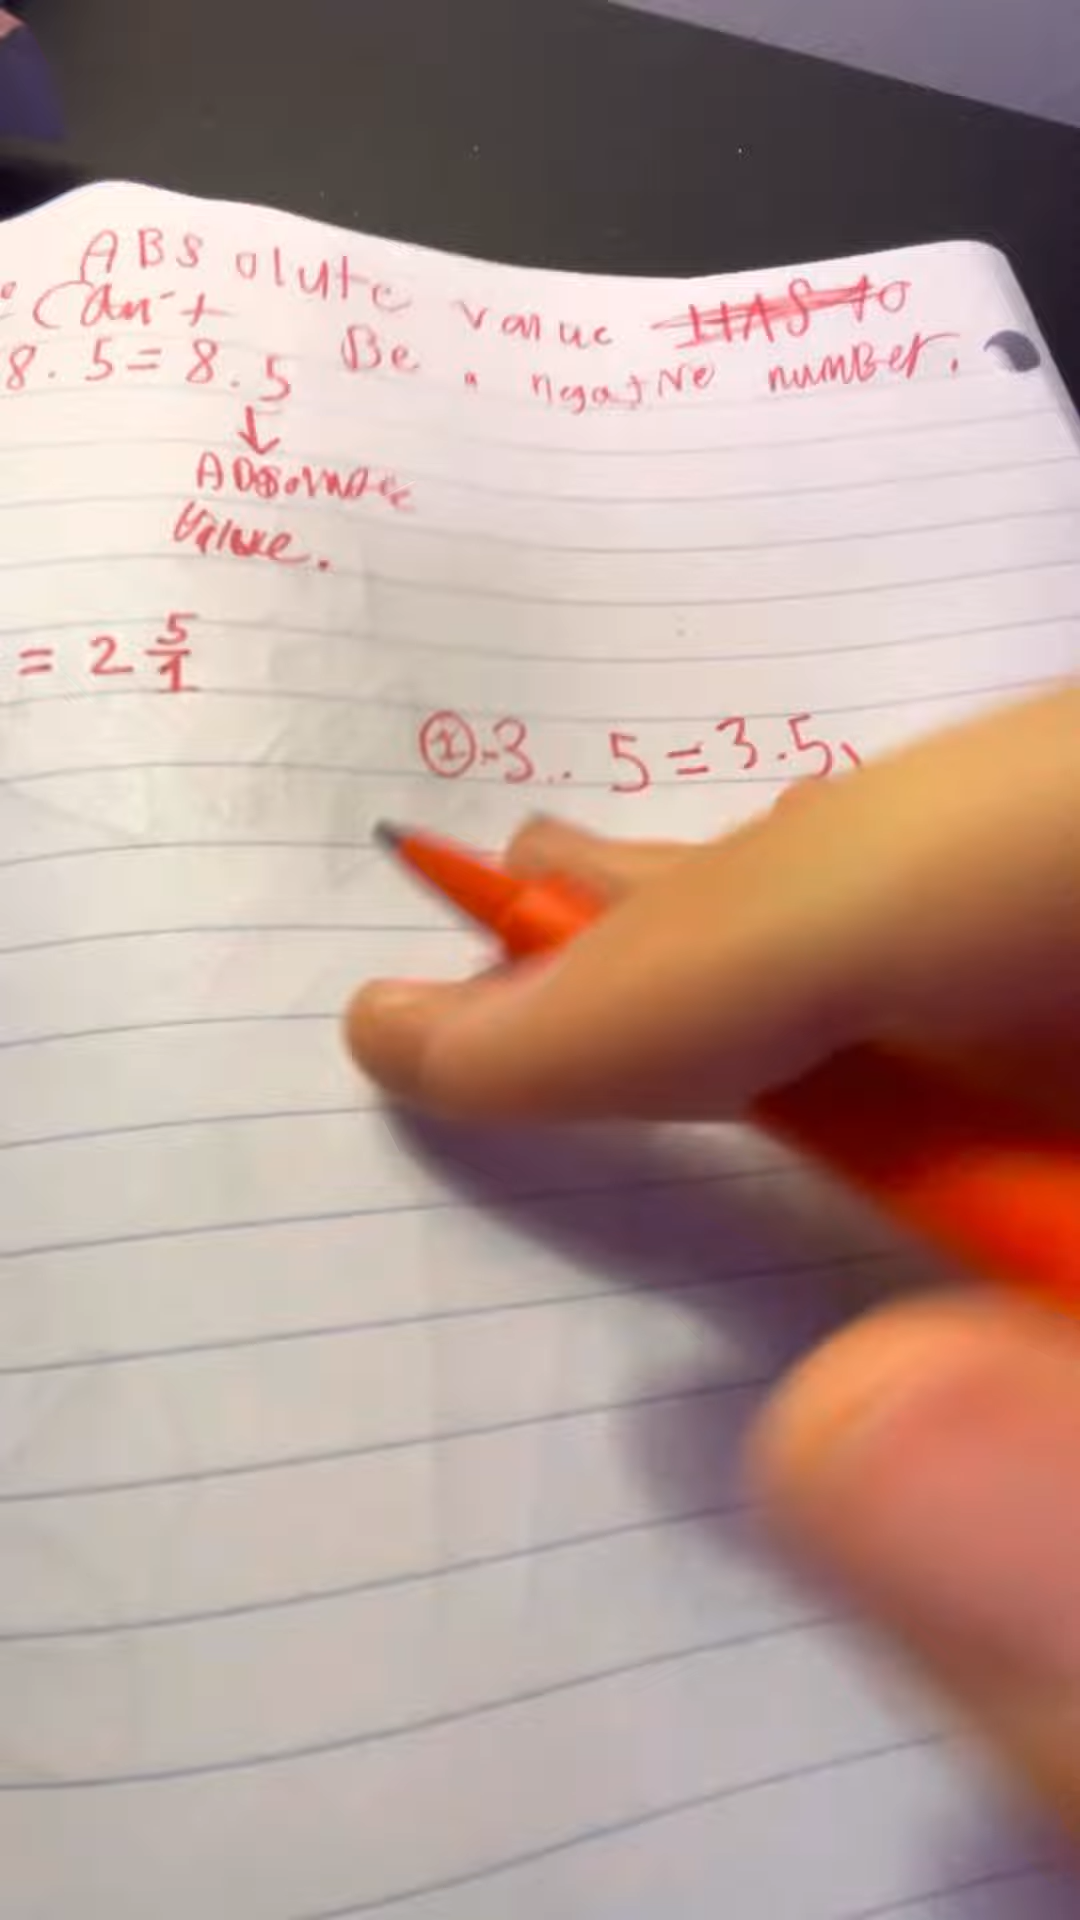 ABSolute value HAS to
: Can't Be a negative number.
8.5=8.5
↓
Absolute
Value.
= 2 5/1
① -3.. 5=3.5